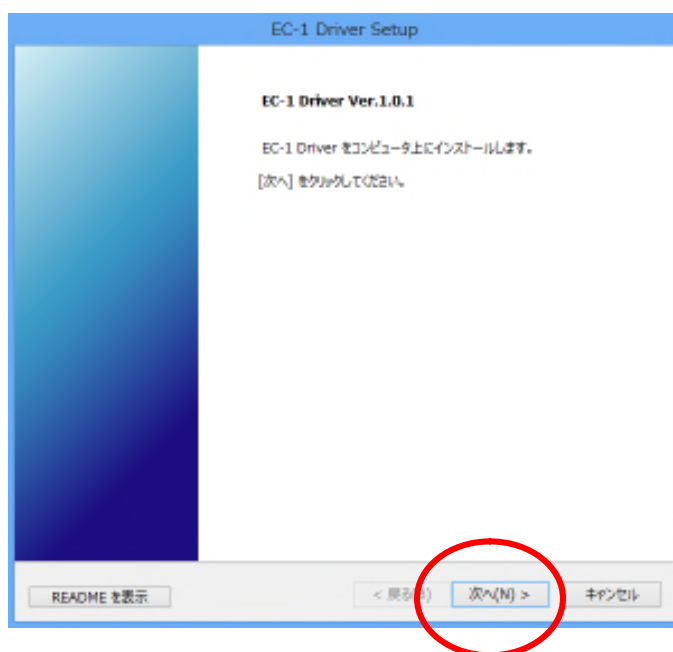 EC-1 Driver Setup
EC-1 Driver Ver.1.0.1
EC-1 Driver をコンピュータ上にインストールします。
[次へ] をクリックしてください。
README を表示
< 戻る(B)
次へ(N) >
キャンセル